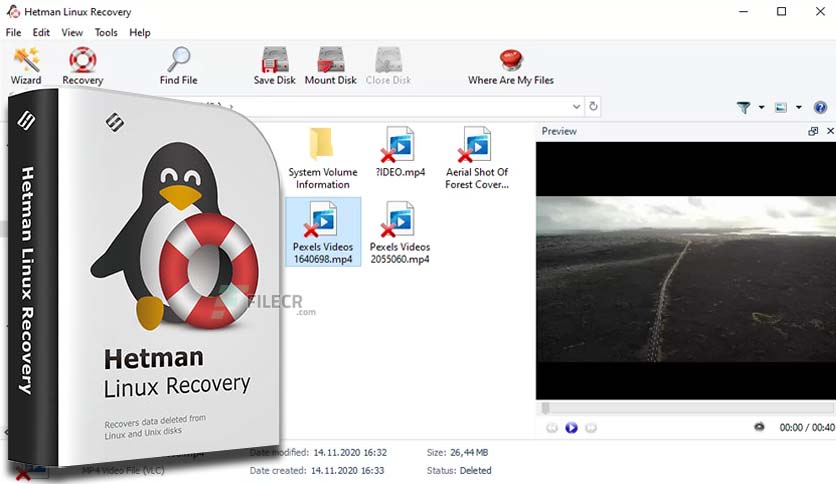 Hetman Linux Recovery
File Edit View Tools Help
Wizard Recovery Find File Save Disk Mount Disk Close Disk Where Are My Files
Preview
System Volume
Information
?IDEO.mp4
Aerial Shot Of
Forest Cover...
Pexels Videos
1640698.mp4
Pexels Videos
2055060.mp4
Hetman Linux Recovery
FILECR
.com
Hetman
Linux Recovery
Recovers data deleted from
Linux and Unix disks
00:00 / 00:40
.mp4 Date modified: 14.11.2020 16:32 Size: 26,44 MB
MP4 Video File (VLC) Date created: 14.11.2020 16:33 Status: Deleted